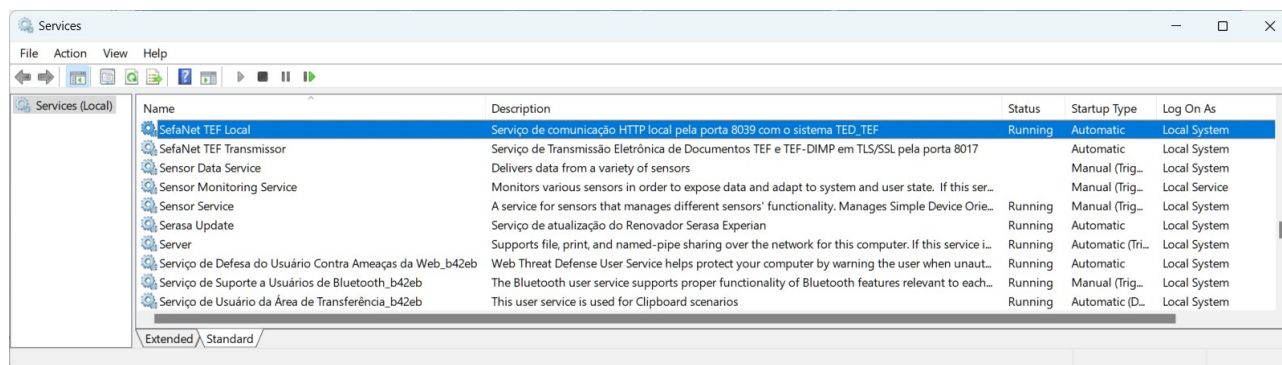 Services
File Action View Help
Services (Local)
Name Description Status Startup Type Log On As
SefaNet TEF Local Serviço de comunicação HTTP local pela porta 8039 com o sistema TED_TEF Running Automatic Local System
SefaNet TEF Transmissor Serviço de Transmissão Eletrônica de Documentos TEF e TEF-DIMP em TLS/SSL pela porta 8017 Automatic Local System
Sensor Data Service Delivers data from a variety of sensors Manual (Trig... Local System
Sensor Monitoring Service Monitors various sensors in order to expose data and adapt to system and user state. If this ser... Manual (Trig... Local Service
Sensor Service A service for sensors that manages different sensors' functionality. Manages Simple Device Orie... Running Manual (Trig... Local System
Serasa Update Serviço de atualização do Renovador Serasa Experian Running Automatic Local System
Server Supports file, print, and named-pipe sharing over the network for this computer. If this service i... Running Automatic (Tri... Local System
Serviço de Defesa do Usuário Contra Ameaças da Web_b42eb Web Threat Defense User Service helps protect your computer by warning the user when unaut... Running Automatic Local System
Serviço de Suporte a Usuários de Bluetooth_b42eb The Bluetooth user service supports proper functionality of Bluetooth features relevant to each... Running Manual (Trig... Local System
Serviço de Usuário da Área de Transferência_b42eb This user service is used for Clipboard scenarios Running Automatic (D... Local System
Extended Standard